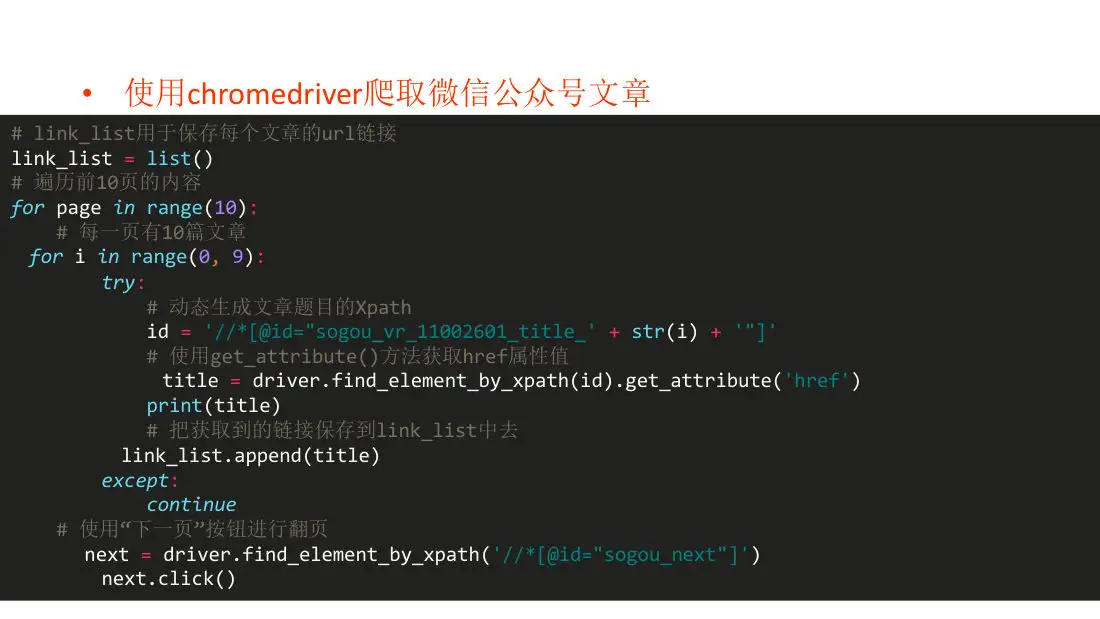 • 使用chromedriver爬取微信公众号文章
# link_list用于保存每个文章的url链接
link_list = list()
# 遍历前10页的内容
for page in range(10):
    # 每一页有10篇文章
  for i in range(0, 9):
        try:
            # 动态生成文章题目的Xpath
            id = '//*[@id="sogou_vr_11002601_title_' + str(i) + '"]'
            # 使用get_attribute()方法获取href属性值
             title = driver.find_element_by_xpath(id).get_attribute('href')
            print(title)
            # 把获取到的链接保存到link_list中去
          link_list.append(title)
        except:
            continue
    # 使用“下一页”按钮进行翻页
      next = driver.find_element_by_xpath('//*[@id="sogou_next"]')
        next.click()